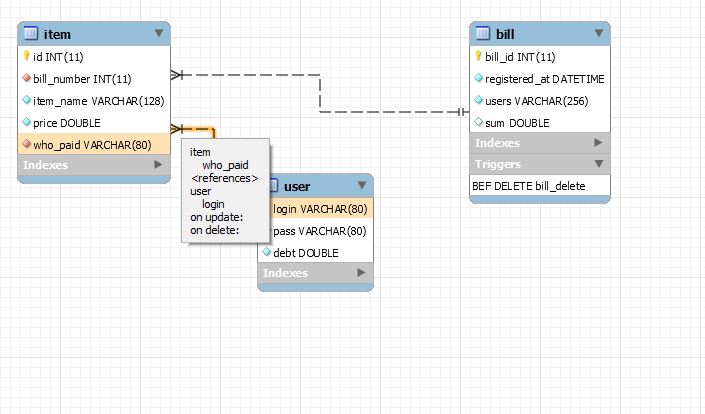 item
id INT(11)
bill_number INT(11)
item_name VARCHAR(128)
price DOUBLE
who_paid VARCHAR(80)
Indexes
bill
bill_id INT(11)
registered_at DATETIME
users VARCHAR(256)
sum DOUBLE
Indexes
Triggers
BEF DELETE bill_delete
item
who_paid
<references>
user
login
on update:
on delete:
user
login VARCHAR(80)
pass VARCHAR(80)
debt DOUBLE
Indexes